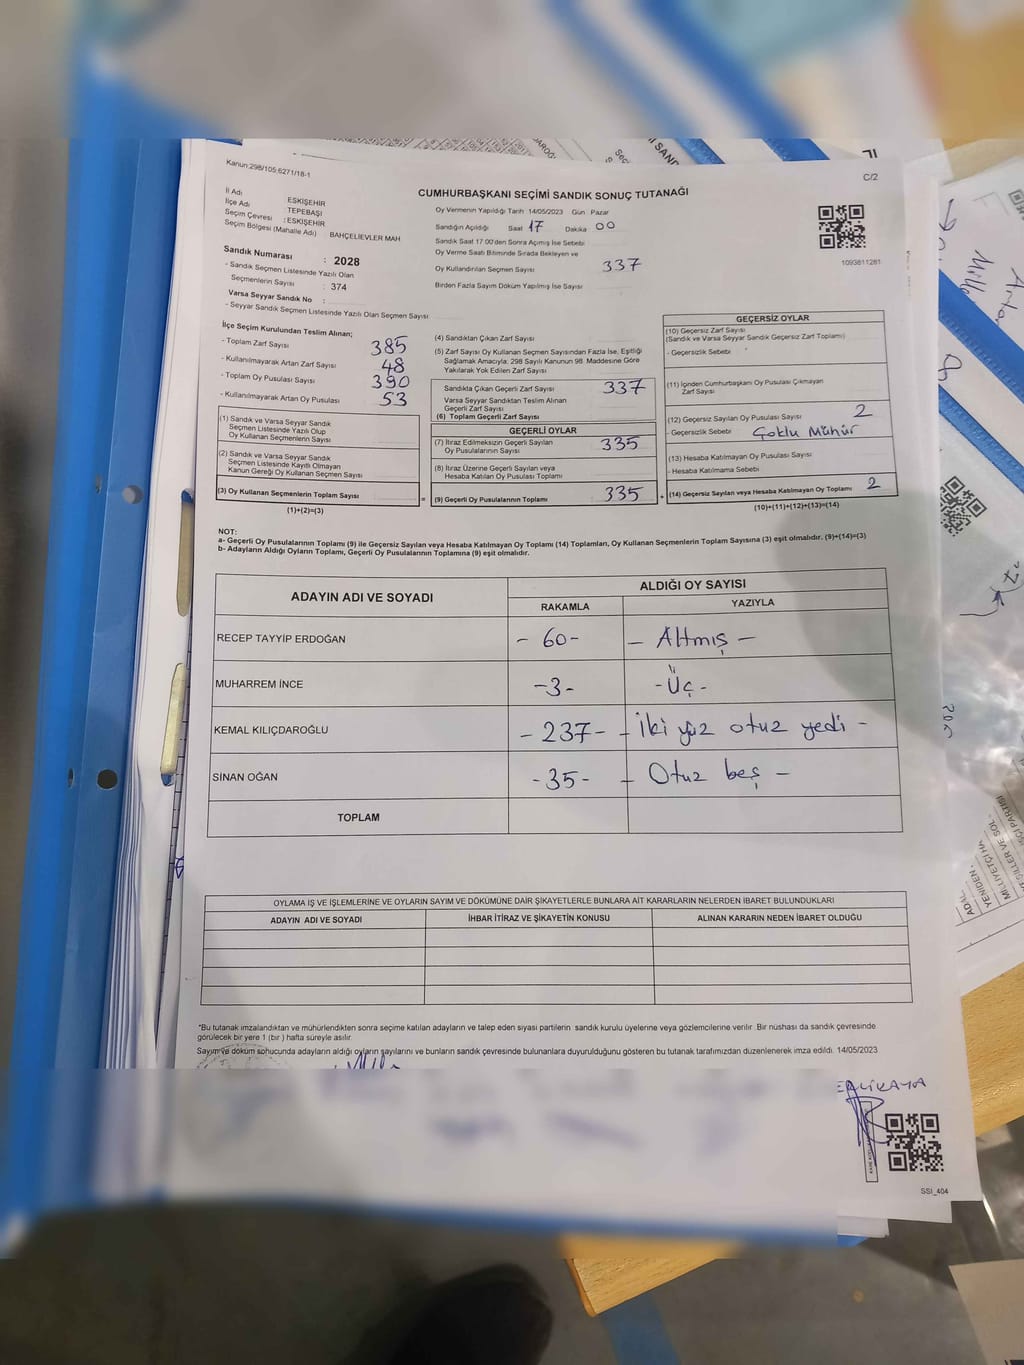 Kanun:298/105:6271/18-1
C/2
CUMHURBAŞKANI SEÇİMİ SANDIK SONUÇ TUTANAĞI
İl Adı ESKİŞEHİR
İlçe Adı TEPEBAŞI
Seçim Çevresi : ESKİŞEHİR
Seçim Bölgesi (Mahalle Adı) BAHÇELİEVLER MAH
Oy Vermenin Yapıldığı Tarih 14/05/2023 Gün Pazar
Sandığın Açıldığı Saat 17 Dakika 00
Sandık Saat 17:00'den Sonra Açılmış İse Sebebi
Oy Verme Saati Bitiminde Sırada Bekleyen ve
Oy Kullandırılan Seçmen Sayısı 337
Birden Fazla Sayım Döküm Yapılmış İse Sayısı
1093811281
Sandık Numarası : 2028
- Sandık Seçmen Listesinde Yazılı Olan
Seçmenlerin Sayısı : 374
Varsa Seyyar Sandık No :
- Seyyar Sandık Seçmen Listesinde Yazılı Olan Seçmen Sayısı
İlçe Seçim Kurulundan Teslim Alınan;
- Toplam Zarf Sayısı 385
- Kullanılmayarak Artan Zarf Sayısı 48
- Toplam Oy Pusulası Sayısı 390
- Kullanılmayarak Artan Oy Pusulası 53
(1) Sandık ve Varsa Seyyar Sandık
Seçmen Listesinde Yazılı Olup
Oy Kullanan Seçmenlerin Sayısı
(2) Sandık ve Varsa Seyyar Sandık
Seçmen Listesinde Kayıtlı Olmayan
Kanun Gereği Oy Kullanan Seçmen Sayısı
(3) Oy Kullanan Seçmenlerin Toplam Sayısı =
(1)+(2)=(3)
(4) Sandıktan Çıkan Zarf Sayısı
(5) Zarf Sayısı Oy Kullanan Seçmen Sayısından Fazla İse, Eşitliği
Sağlamak Amacıyla; 298 Sayılı Kanunun 98. Maddesine Göre
Yakılarak Yok Edilen Zarf Sayısı
Sandıkta Çıkan Geçerli Zarf Sayısı 337
Varsa Seyyar Sandıktan Teslim Alınan
Geçerli Zarf Sayısı
(6) Toplam Geçerli Zarf Sayısı
GEÇERLİ OYLAR
(7) İtiraz Edilmeksizin Geçerli Sayılan
Oy Pusulalarının Sayısı 335
(8) İtiraz Üzerine Geçerli Sayılan veya
Hesaba Katılan Oy Pusulası Toplamı
(9) Geçerli Oy Pusulalarının Toplamı 335 +
GEÇERSİZ OYLAR
(10) Geçersiz Zarf Sayısı
(Sandık ve Varsa Seyyar Sandık Geçersiz Zarf Toplamı)
- Geçersizlik Sebebi
(11) İçinden Cumhurbaşkanı Oy Pusulası Çıkmayan
Zarf Sayısı
(12) Geçersiz Sayılan Oy Pusulası Sayısı 2
- Geçersizlik Sebebi Çoklu Mühür
(13) Hesaba Katılmayan Oy Pusulası Sayısı
- Hesaba Katılmama Sebebi
(14) Geçersiz Sayılan veya Hesaba Katılmayan Oy Toplamı 2
(10)+(11)+(12)+(13)=(14)
NOT:
a- Geçerli Oy Pusulalarının Toplamı (9) ile Geçersiz Sayılan veya Hesaba Katılmayan Oy Toplamı (14) Toplamları, Oy Kullanan Seçmenlerin Toplam Sayısına (3) eşit olmalıdır. (9)+(14)=(3)
b- Adayların Aldığı Oyların Toplamı, Geçerli Oy Pusulalarının Toplamına (9) eşit olmalıdır.
ADAYIN ADI VE SOYADI
ALDIĞI OY SAYISI
RAKAMLA YAZIYLA
RECEP TAYYİP ERDOĞAN - 60 - - Altmış -
MUHARREM İNCE -3- - Üç -
KEMAL KILIÇDAROĞLU - 237 - - İki yüz otuz yedi -
SİNAN OĞAN - 35 - - Otuz beş -
TOPLAM
OYLAMA İŞ VE İŞLEMLERİNE VE OYLARIN SAYIM VE DÖKÜMÜNE DAİR ŞİKAYETLERLE BUNLARA AİT KARARLARIN NELERDEN İBARET BULUNDUKLARI
ADAYIN ADI VE SOYADI İHBAR İTİRAZ VE ŞİKAYETİN KONUSU ALINAN KARARIN NEDEN İBARET OLDUĞU
*Bu tutanak imzalandıktan ve mühürlendikten sonra seçime katılan adayların ve talep eden siyasi partilerin sandık kurulu üyelerine veya gözlemcilerine verilir. Bir nüshası da sandık çevresinde
görülecek bir yere 1 (bir) hafta süreyle asılır.
Sayım ve döküm sonucunda adayların aldığı oyların sayılarını ve bunların sandık çevresinde bulunanlara duyurulduğunu gösteren bu tutanak tarafımızdan düzenlenerek imza edildi. 14/05/2023
SSI_404